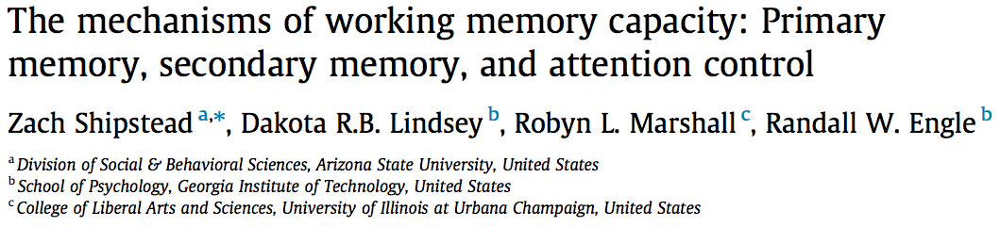 The mechanisms of working memory capacity: Primary
memory, secondary memory, and attention control
Zach Shipstead a,*, Dakota R.B. Lindsey b, Robyn L. Marshall c, Randall W. Engle b
a Division of Social & Behavioral Sciences, Arizona State University, United States
b School of Psychology, Georgia Institute of Technology, United States
c College of Liberal Arts and Sciences, University of Illinois at Urbana Champaign, United States